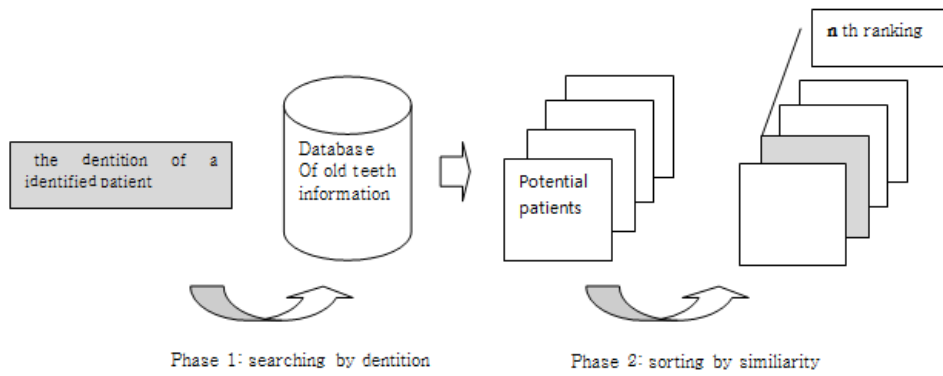 n th ranking
the dentition of a
identified patient
Database
Of old teeth
information
Potential
patients
Phase 1: searching by dentition
Phase 2: sorting by similiarity